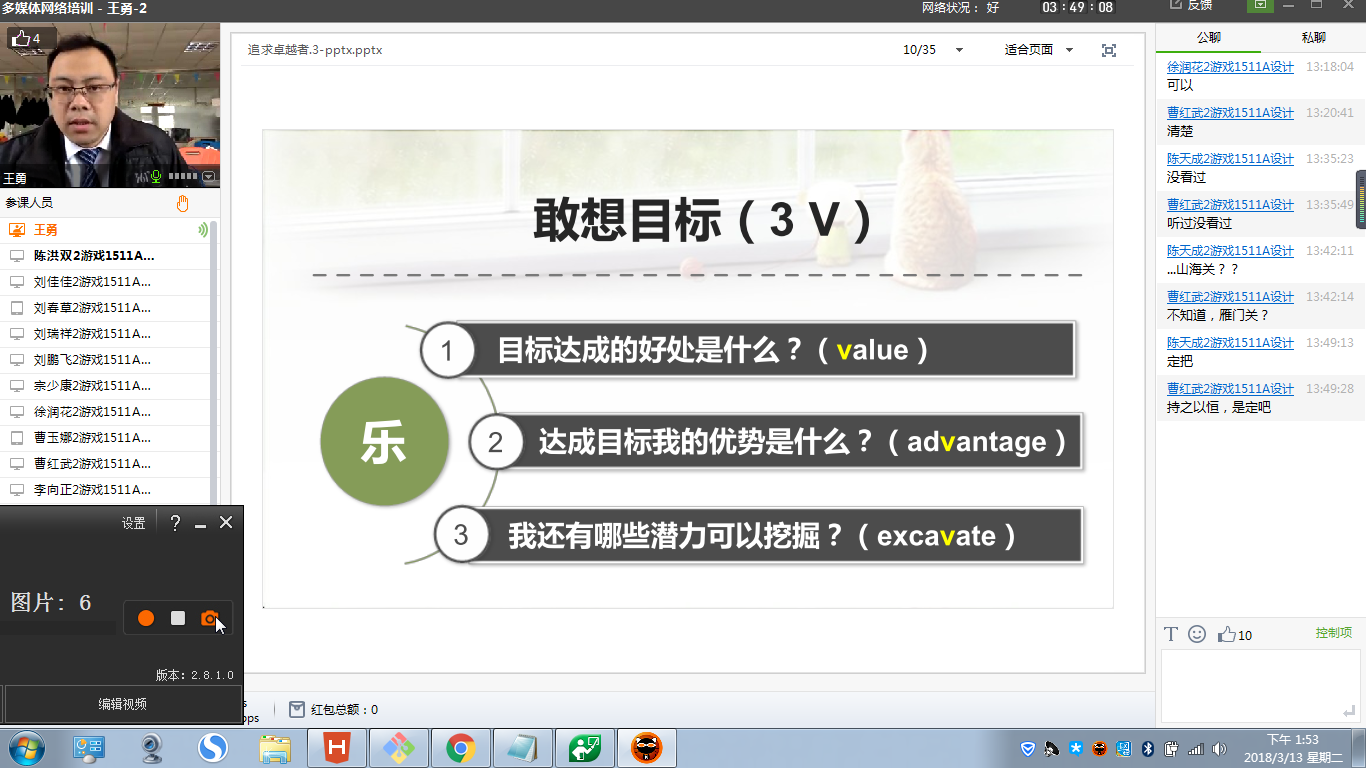 多媒体网络培训 - 王勇-2
网络状况： 好
03:49:08
反馈
4
王勇
参课人员
王勇
陈洪双2游戏1511A...
刘佳佳2游戏1511A...
刘春草2游戏1511A...
刘瑞祥2游戏1511A...
刘鹏飞2游戏1511A...
宗少康2游戏1511A...
徐润花2游戏1511A...
曹玉娜2游戏1511A...
曹红武2游戏1511A...
李向正2游戏1511A...
设置
?
图片： 6
版本：2.8.1.0
编辑视频
追求卓越者.3-pptx.pptx
10/35
适合页面
敢想目标（3 V）
乐
1
目标达成的好处是什么？（value）
2
达成目标我的优势是什么？（advantage）
3
我还有哪些潜力可以挖掘？（excavate）
红包总额：0
公聊
私聊
徐润花2游戏1511A设计 13:18:04
可以
曹红武2游戏1511A设计 13:20:41
清楚
陈天成2游戏1511A设计 13:35:23
没看过
曹红武2游戏1511A设计 13:35:49
听过没看过
陈天成2游戏1511A设计 13:42:11
...山海关？？
曹红武2游戏1511A设计 13:42:14
不知道，雁门关？
陈天成2游戏1511A设计 13:49:13
定把
曹红武2游戏1511A设计 13:49:28
持之以恒，是定吧
T
10
控制项
下午 1:53
2018/3/13 星期二